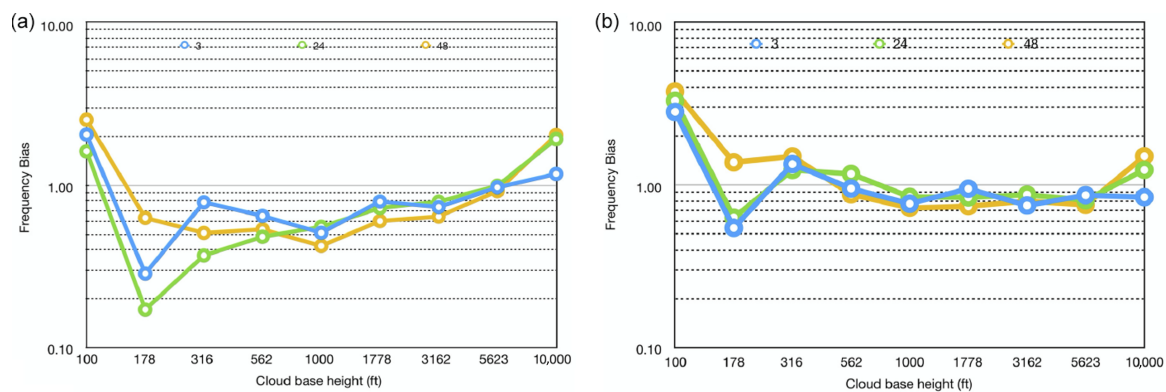 (a)
10.00
3 24 48
Frequency Bias
1.00
0.10
100 178 316 562 1000 1778 3162 5623 10,000
Cloud base height (ft)
(b)
10.00
3 24 48
Frequency Bias
1.00
0.10
100 178 316 562 1000 1778 3162 5623 10,000
Cloud base height (ft)